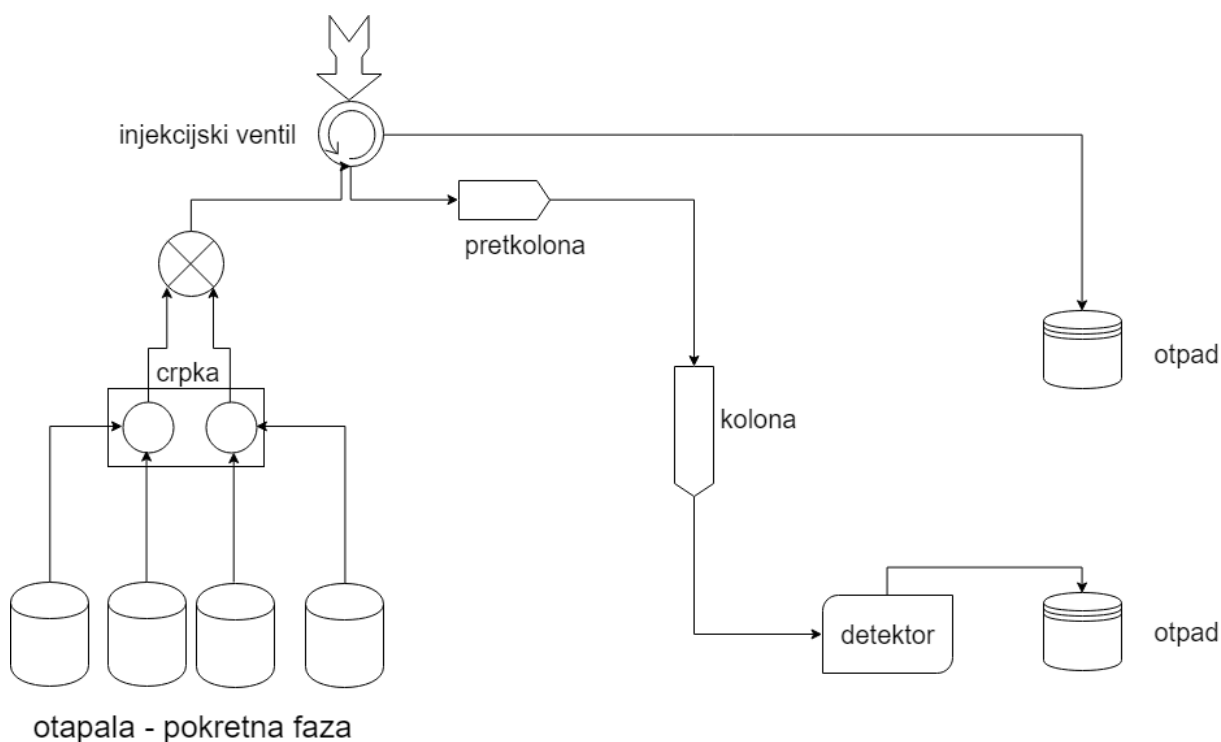 injekcijski ventil
pretkolona
crpka
otpad
kolona
detektor
otpad
otapala - pokretna faza